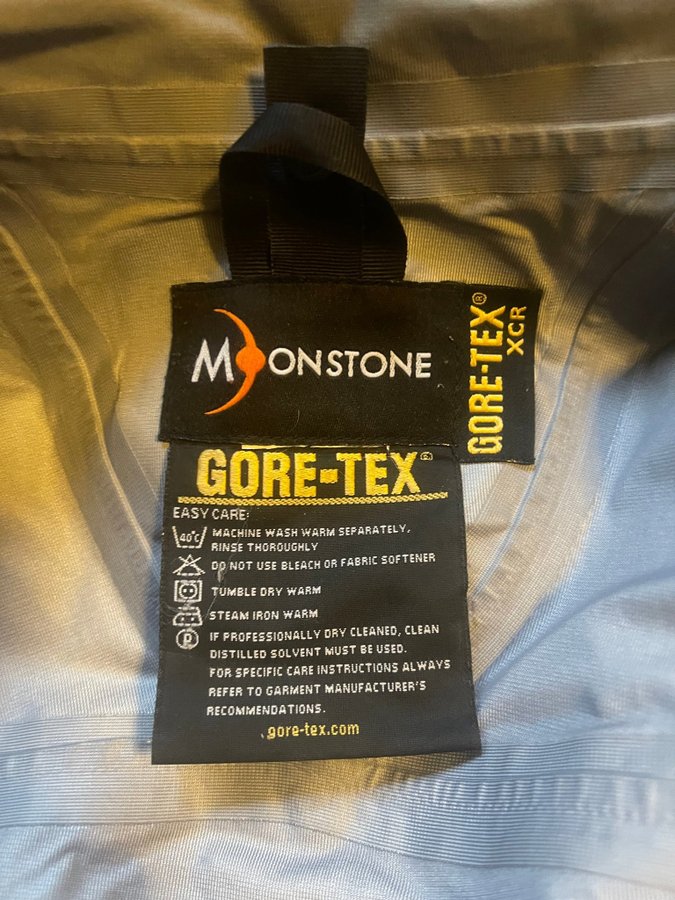 MOONSTONE
GORE-TEX®
XCR
GORE-TEX®
EASY CARE:
40°C MACHINE WASH WARM SEPARATELY,
RINSE THOROUGHLY
DO NOT USE BLEACH OR FABRIC SOFTENER
TUMBLE DRY WARM
STEAM IRON WARM
P IF PROFESSIONALLY DRY CLEANED, CLEAN
DISTILLED SOLVENT MUST BE USED.
FOR SPECIFIC CARE INSTRUCTIONS ALWAYS
REFER TO GARMENT MANUFACTURER'S
RECOMMENDATIONS.
gore-tex.com